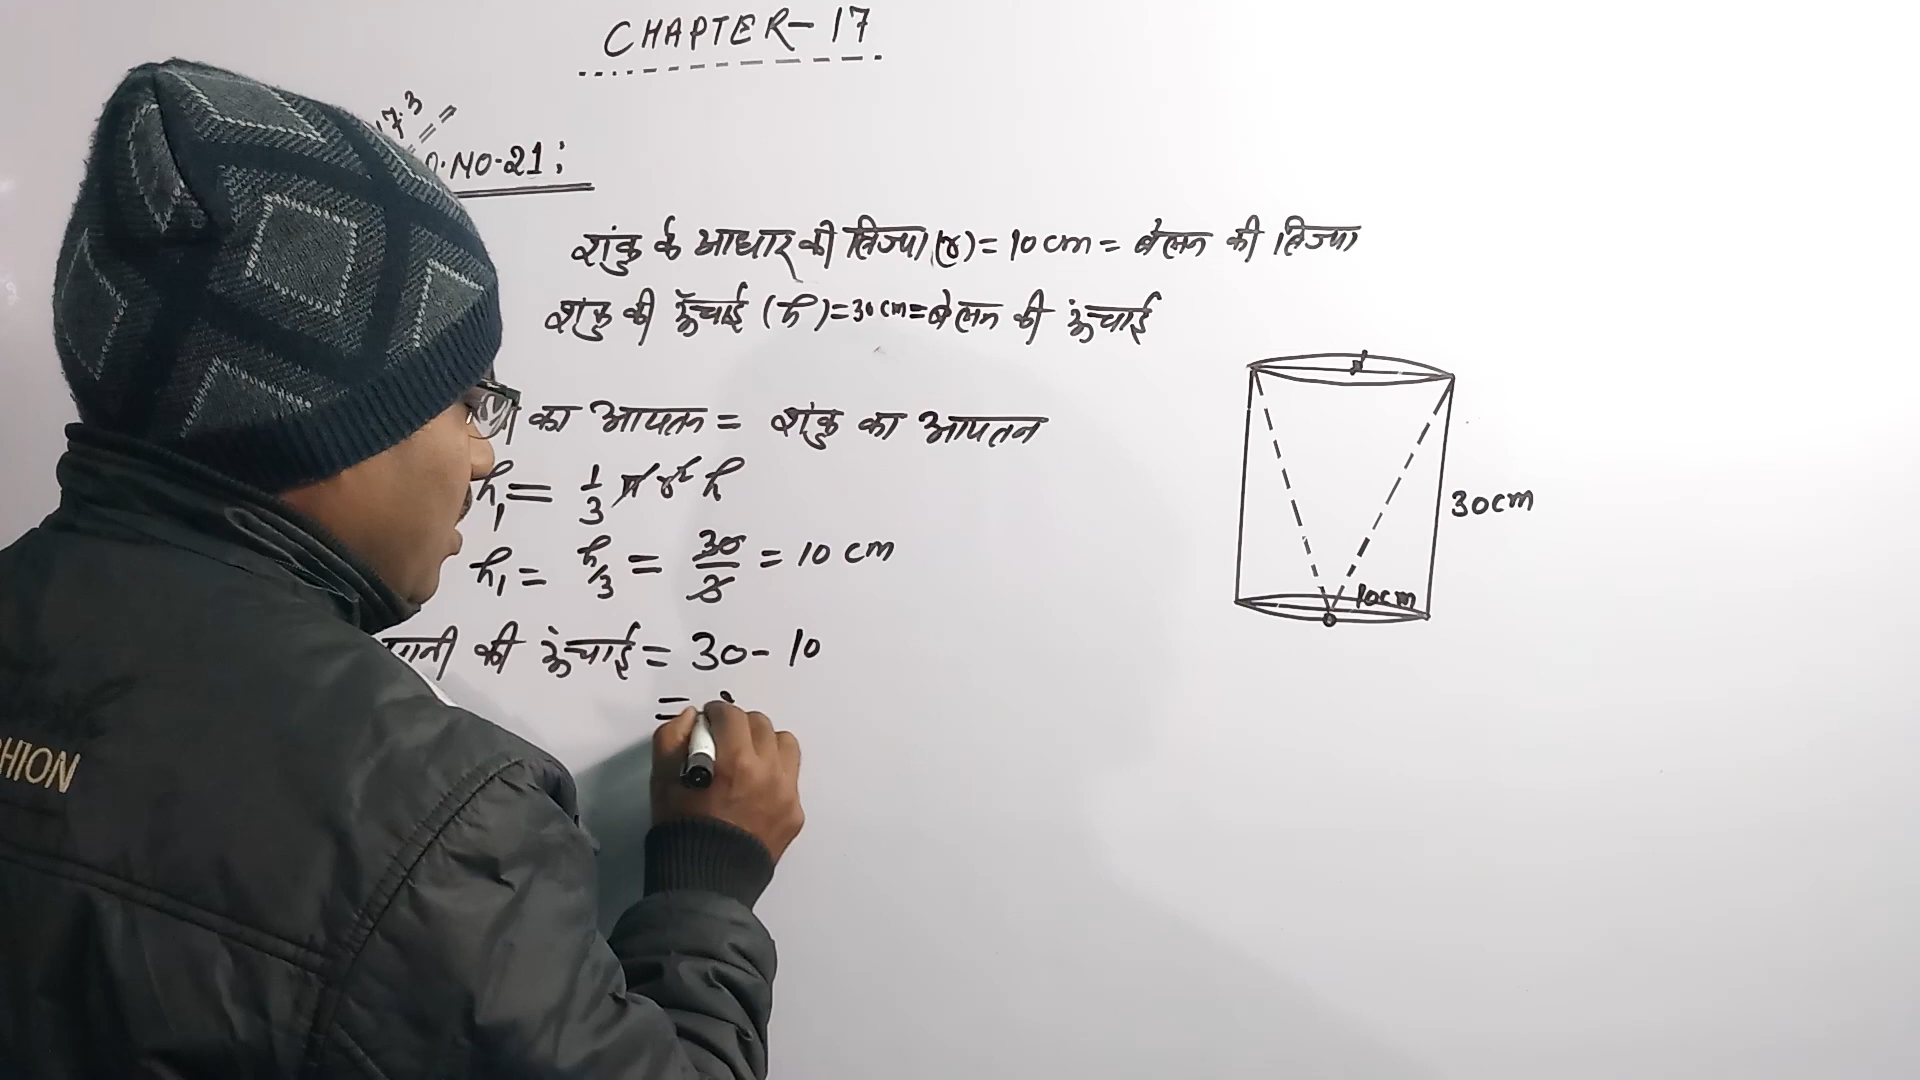 CHAPTER-17
17.3
Q.NO-21:
शंकु के आधार की त्रिज्या (r) = 10 cm = बेलन की त्रिज्या
शंकु की ऊँचाई (h) = 30 cm = बेलन की ऊंचाई
का आयतन = शंकु का आयतन
h₁ = 1/3 π r² h
h₁ = h/3 = 30/3 = 10 cm
पानी की ऊंचाई = 30 - 10
=
30cm
10cm
HION